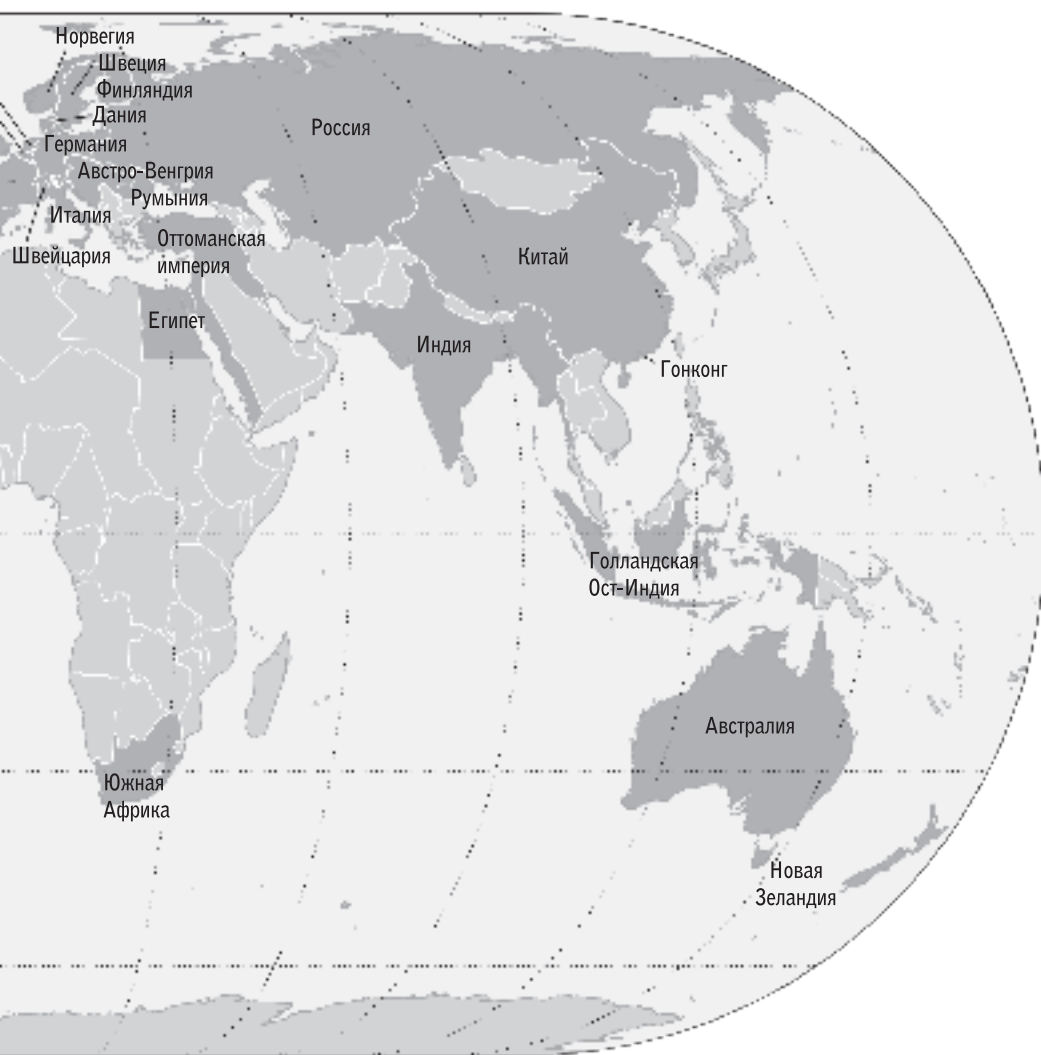 Норвегия
Швеция
Финляндия
Дания
Россия
Германия
Австро-Венгрия
Румыния
Италия
Оттоманская
империя
Швейцария
Китай
Египет
Индия
Гонконг
Голландская
Ост-Индия
Австралия
Южная
Африка
Новая
Зеландия